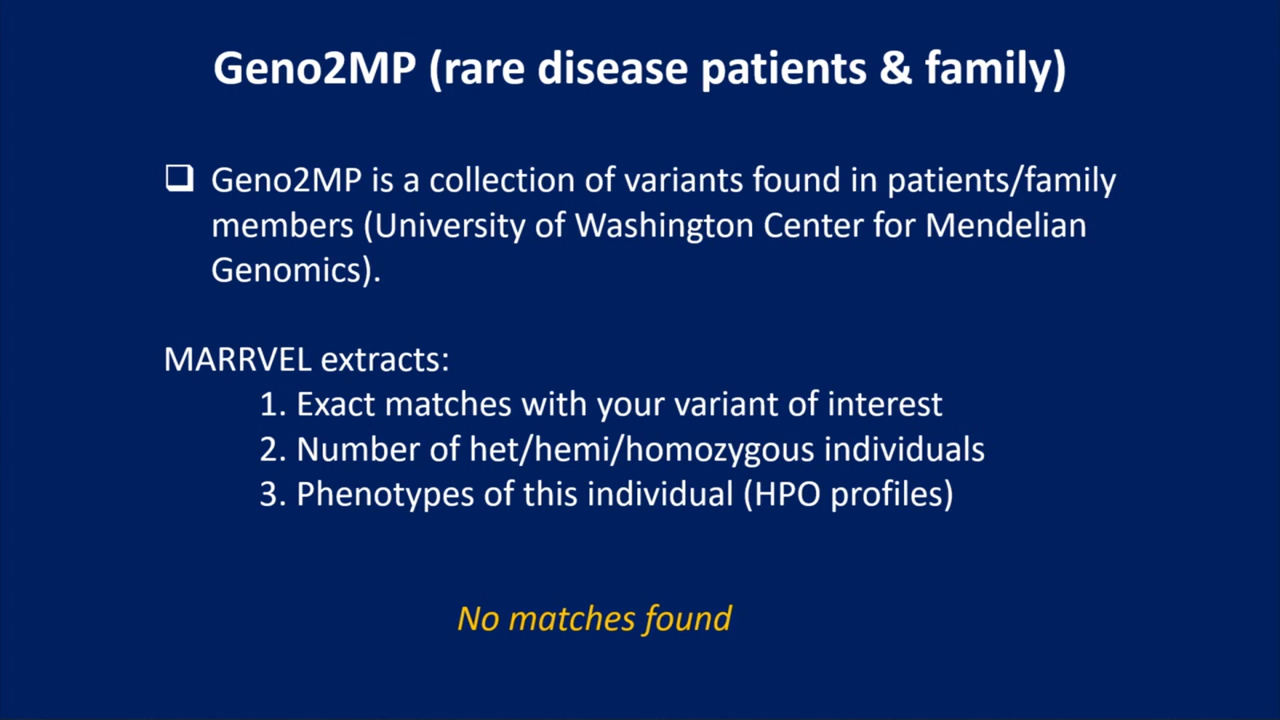 Geno2MP (rare disease patients & family)
❑ Geno2MP is a collection of variants found in patients/family
members (University of Washington Center for Mendelian
Genomics).
MARRVEL extracts:
1. Exact matches with your variant of interest
2. Number of het/hemi/homozygous individuals
3. Phenotypes of this individual (HPO profiles)
No matches found